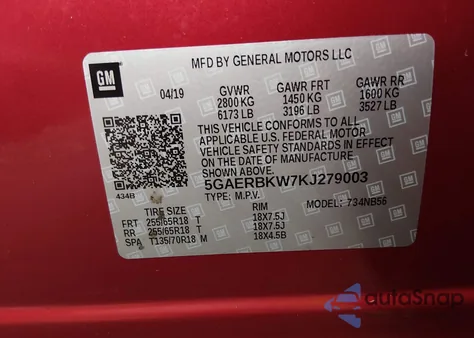 MFD BY GENERAL MOTORS LLC
GM
04/19 GVWR GAWR FRT GAWR RR
2800 KG 1450 KG 1600 KG
6173 LB 3196 LB 3527 LB
THIS VEHICLE CONFORMS TO ALL
APPLICABLE U.S. FEDERAL MOTOR
VEHICLE SAFETY STANDARDS IN EFFECT
ON THE DATE OF MANUFACTURE SHOWN ABOVE.
5GAERBKW7KJ279003
434B TYPE: M.P.V. MODEL: 734NB56
TIRE SIZE RIM
FRT 255/65R18 T 18X7.5J
RR 255/65R18 T 18X7.5J
SPA T135/70R18 M 18X4.5B
autoSnap